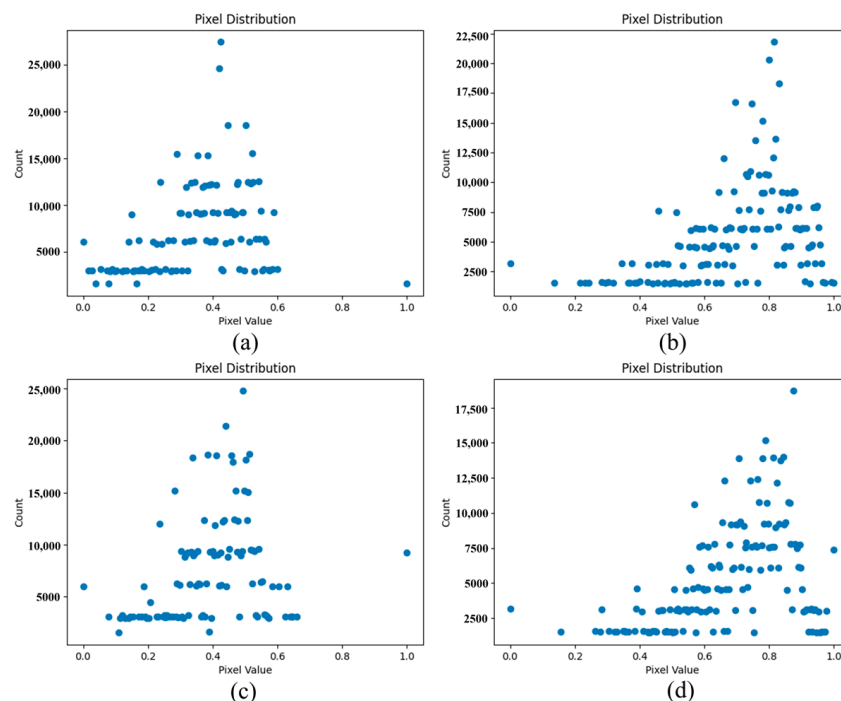 Pixel Distribution
25,000
20,000
15,000
10,000
5000
Count
0.0 0.2 0.4 0.6 0.8 1.0
Pixel Value
(a)
Pixel Distribution
22,500
20,000
17,500
15,000
12,500
10,000
7,500
5000
2500
Count
0.0 0.2 0.4 0.6 0.8 1.0
Pixel Value
(b)
Pixel Distribution
25,000
20,000
15,000
10,000
5000
Count
0.0 0.2 0.4 0.6 0.8 1.0
Pixel Value
(c)
Pixel Distribution
17,500
15,000
12,500
10,000
7,500
5000
2500
Count
0.0 0.2 0.4 0.6 0.8 1.0
Pixel Value
(d)